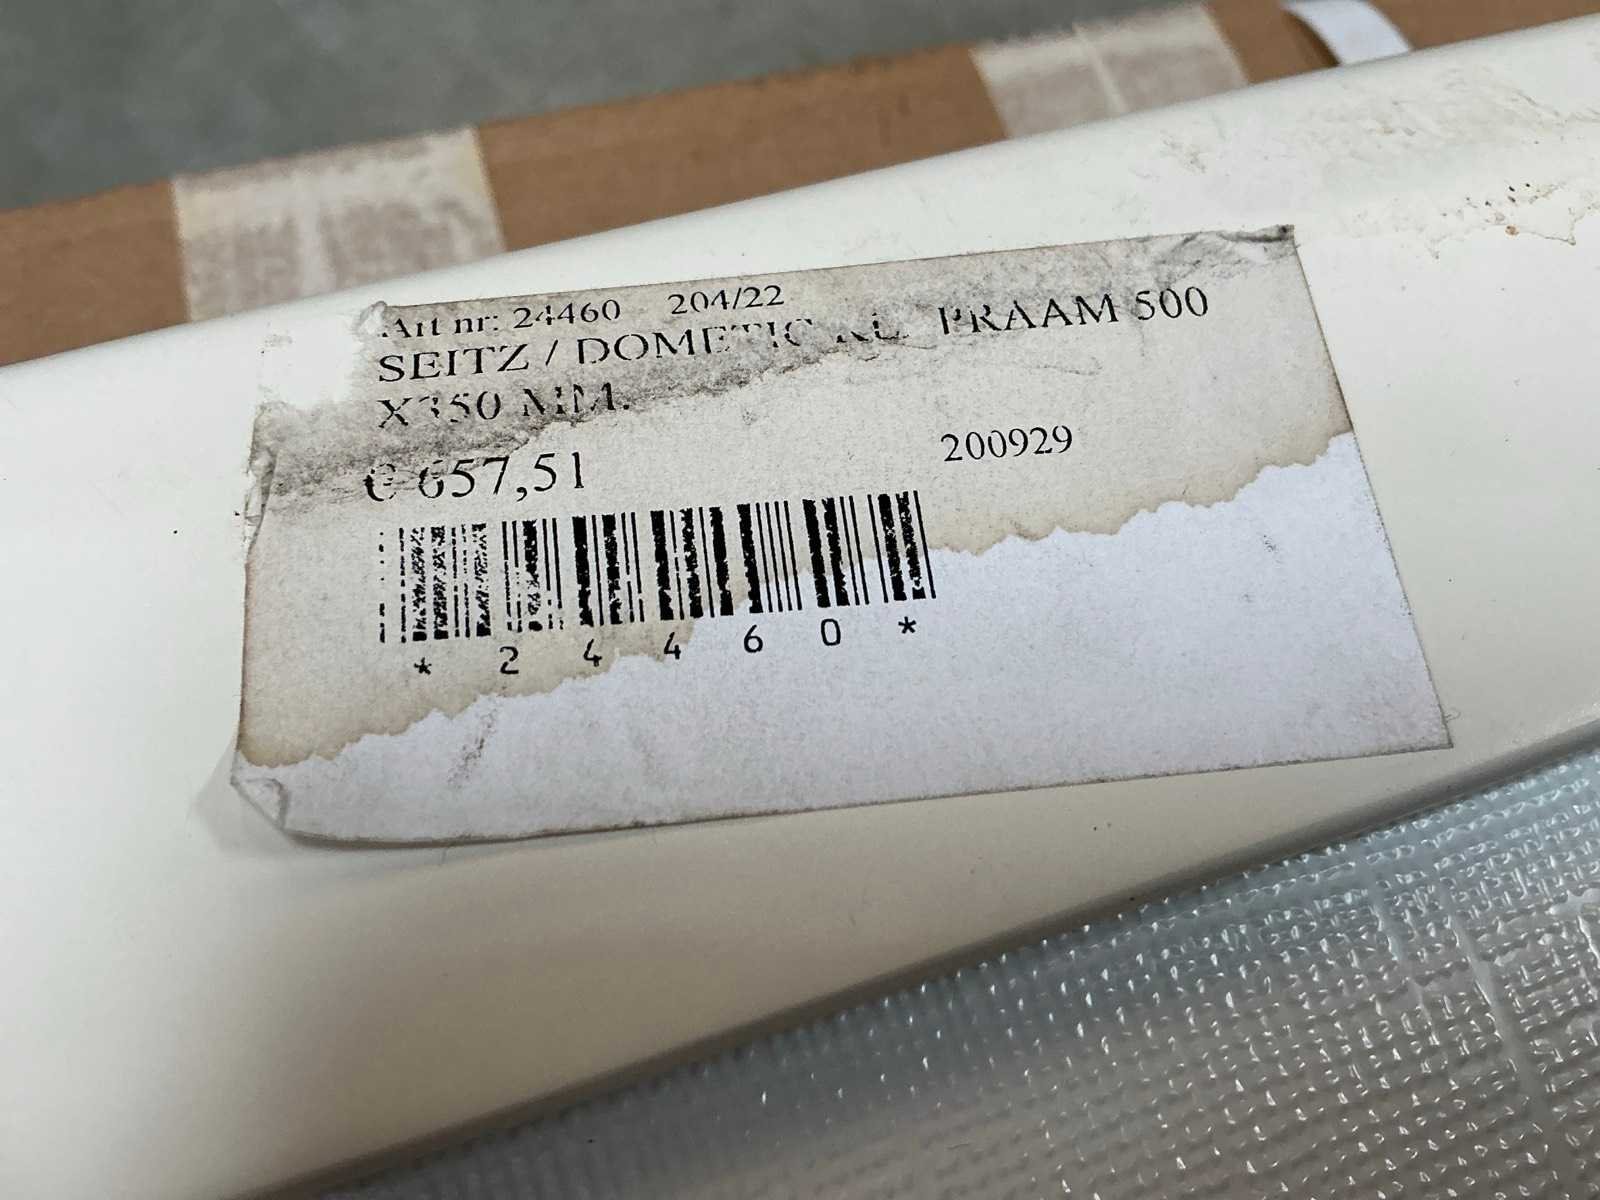 Art nr: 24460 204/22
SEITZ / DOMETIC PRAAM 500
X350 MM.
€ 657,51
200929
* 2 4 4 6 0 *